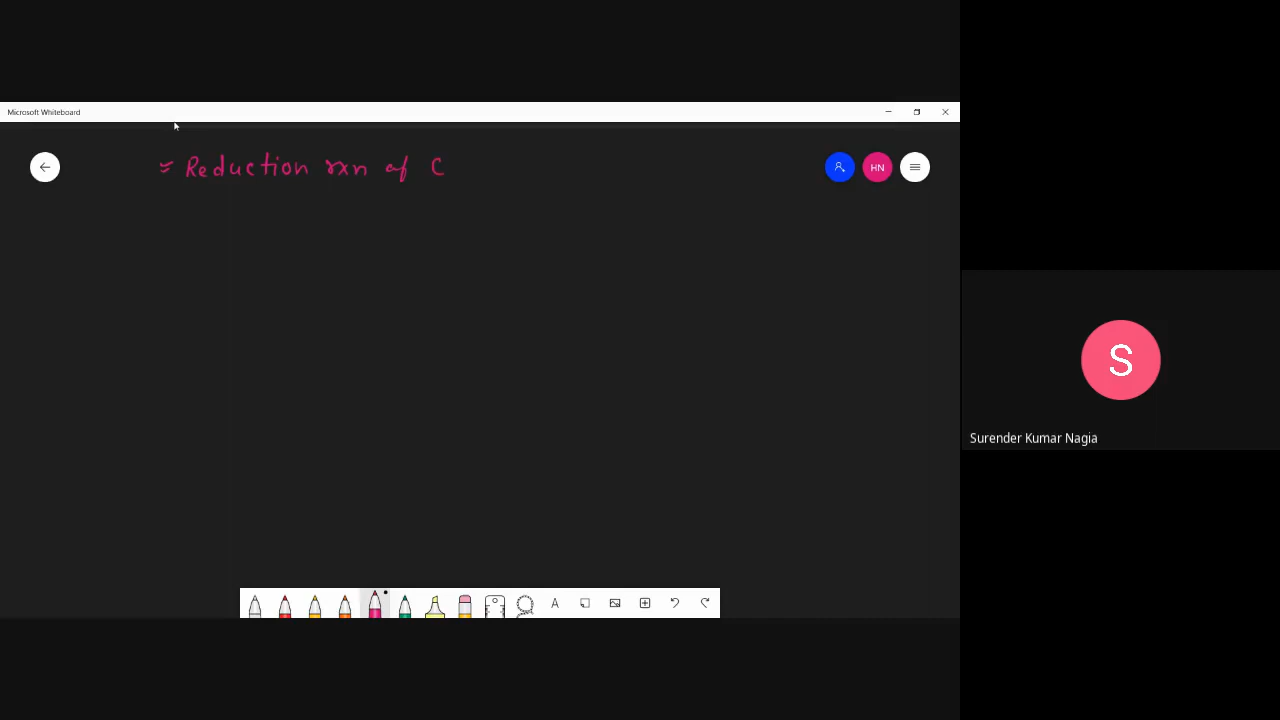 Microsoft Whiteboard
= Reduction rxn of C
HN
S
Surender Kumar Nagia
A